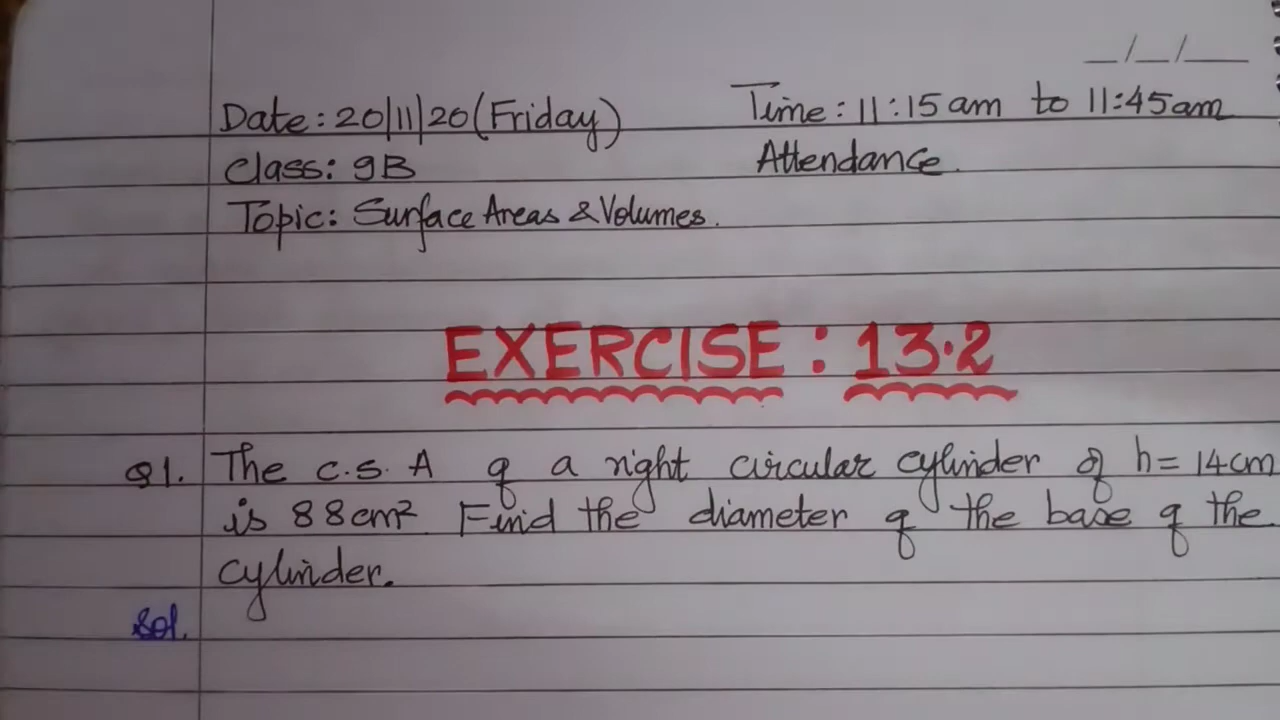 _/_/__
Date: 20/11/20 (Friday) Time: 11:15 am to 11:45 am
Class: 9B Attendance.
Topic: Surface Areas & Volumes.
EXERCISE : 13.2
Q1. The C.S.A of a right circular cylinder of h = 14cm
is 88cm². Find the diameter of the base of the
cylinder.
Sol.